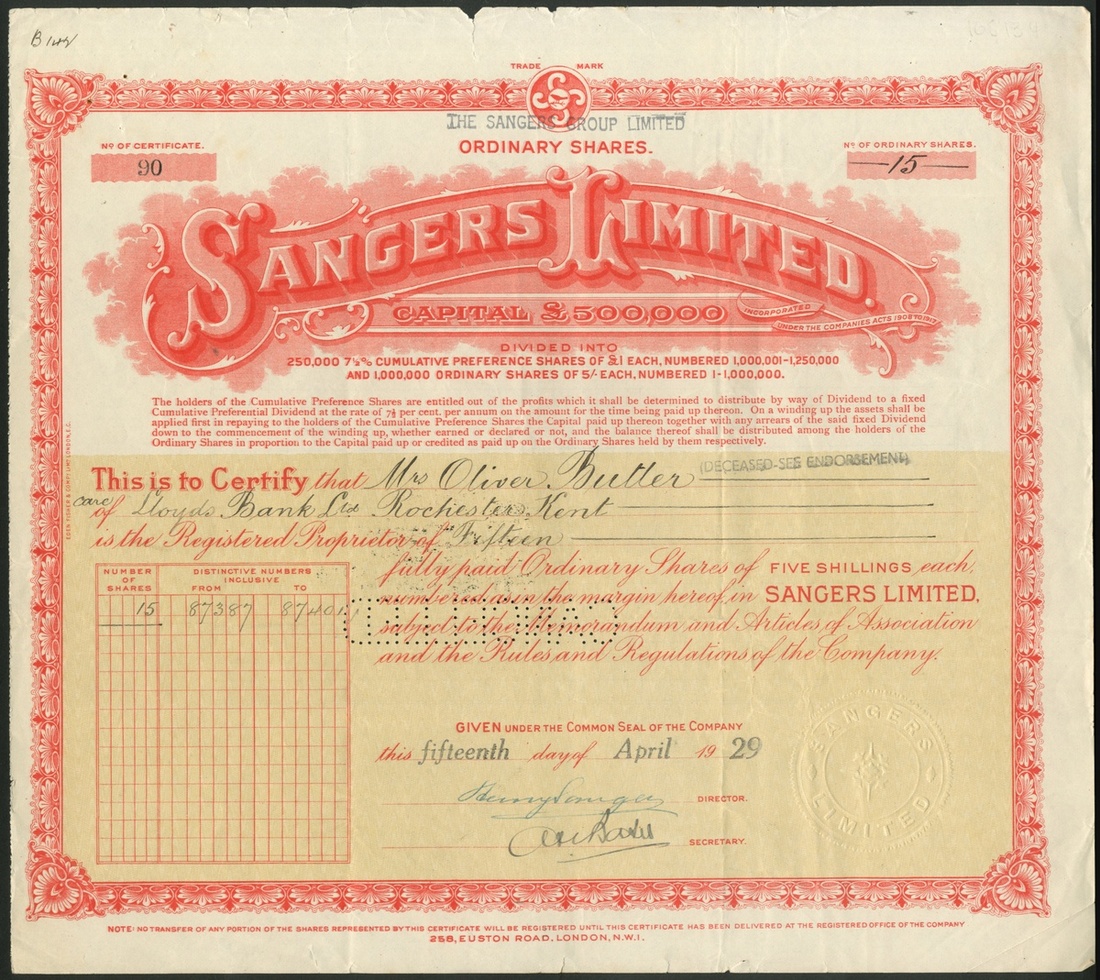 TRADE MARK
THE SANGERS GROUP LIMITED
ORDINARY SHARES.
Nº OF CERTIFICATE.
90
Nº OF ORDINARY SHARES.
15
SANGERS LIMITED.
CAPITAL £500,000
INCORPORATED
UNDER THE COMPANIES ACTS 1908 TO 1917
DIVIDED INTO
250,000 7½% CUMULATIVE PREFERENCE SHARES OF £1 EACH, NUMBERED 1,000,001-1,250,000
AND 1,000,000 ORDINARY SHARES OF 5/- EACH, NUMBERED 1-1,000,000.
The holders of the Cumulative Preference Shares are entitled out of the profits which it shall be determined to distribute by way of Dividend to a fixed
Cumulative Preferential Dividend at the rate of 7½ per cent. per annum on the amount for the time being paid up thereon. On a winding up the assets shall be
applied first in repaying to the holders of the Cumulative Preference Shares the Capital paid up thereon together with any arrears of the said fixed Dividend
down to the commencement of the winding up, whether earned or declared or not, and the balance thereof shall be distributed among the holders of the
Ordinary Shares in proportion to the Capital paid up or credited as paid up on the Ordinary Shares held by them respectively.
(DECEASED-SEE ENDORSEMENT)
This is to Certify that Mrs Oliver Butler
care of Lloyds Bank Ltd Rochester Kent
is the Registered Proprietor of Fifteen
fully paid Ordinary Shares of FIVE SHILLINGS each,
numbered as in the margin hereof, in SANGERS LIMITED,
subject to the Memorandum and Articles of Association
and the Rules and Regulations of the Company.
CANCELLED
NUMBER OF SHARES
DISTINCTIVE NUMBERS INCLUSIVE
FROM TO
15 87387 87401
GIVEN UNDER THE COMMON SEAL OF THE COMPANY
this fifteenth day of April 1929
Henry Sanger DIRECTOR.
SECRETARY.
SANGERS LIMITED
NOTE: NO TRANSFER OF ANY PORTION OF THE SHARES REPRESENTED BY THIS CERTIFICATE WILL BE REGISTERED UNTIL THIS CERTIFICATE HAS BEEN DELIVERED AT THE REGISTERED OFFICE OF THE COMPANY
258, EUSTON ROAD, LONDON, N.W.1.